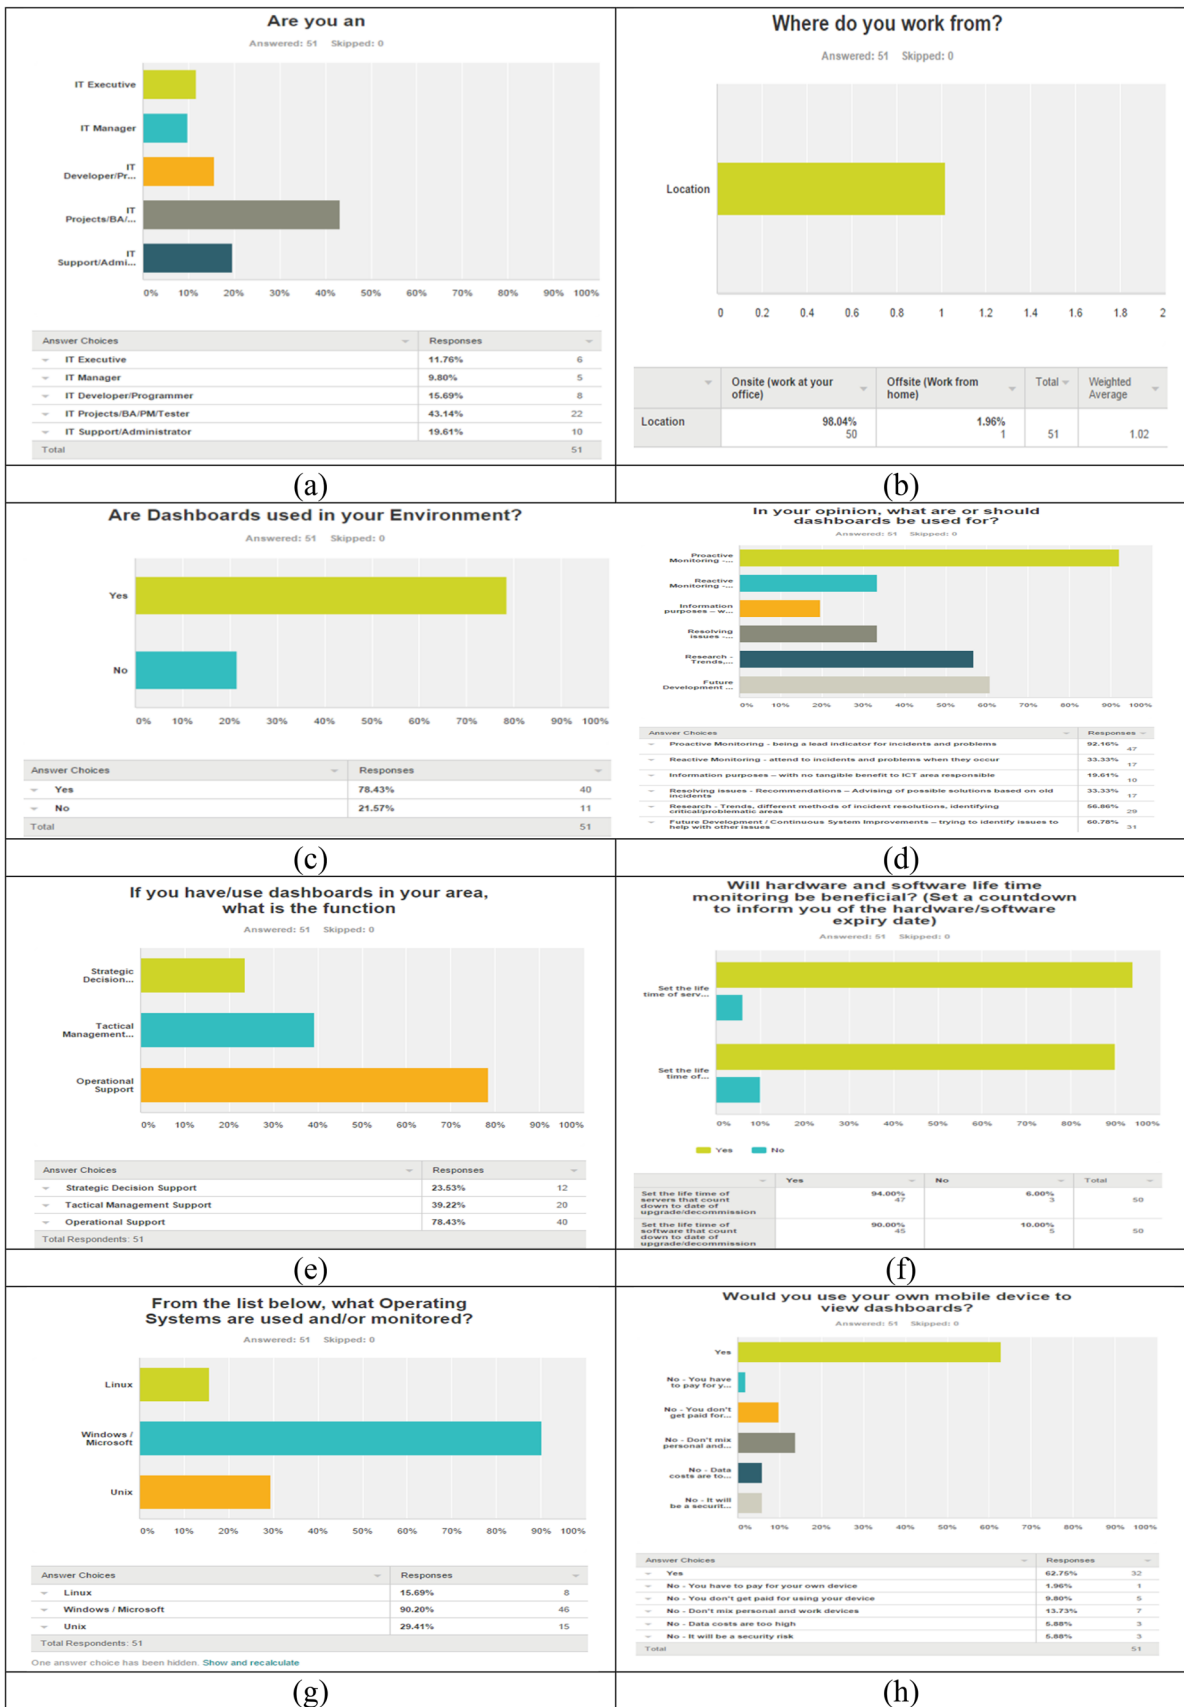 Are you an
Answered: 51 Skipped: 0
IT Executive
IT Manager
IT
Developer/Pr...
IT
Projects/BA/...
IT
Support/Admi...
0% 10% 20% 30% 40% 50% 60% 70% 80% 90% 100%
Answer Choices Responses
IT Executive 11.76% 6
IT Manager 9.80% 5
IT Developer/Programmer 15.69% 8
IT Projects/BA/PM/Tester 43.14% 22
IT Support/Administrator 19.61% 10
Total 51
(a)
Where do you work from?
Answered: 51 Skipped: 0
Location
0 0.2 0.4 0.6 0.8 1 1.2 1.4 1.6 1.8 2
Onsite (work at your
office)
Offsite (Work from
home)
Total
Weighted
Average
Location 98.04% 1.96%
50 1 51 1.02
(b)
Are Dashboards used in your Environment?
Answered: 51 Skipped: 0
Yes
No
0% 10% 20% 30% 40% 50% 60% 70% 80% 90% 100%
Answer Choices Responses
Yes 78.43% 40
No 21.57% 11
Total 51
(c)
In your opinion, what are or should
dashboards be used for?
Answered: 51 Skipped: 0
Proactive
Monitoring -...
Reactive
Monitoring -...
Information
purposes – w...
Resolving
issues -...
Research -
Trends,...
Future
Development ...
0% 10% 20% 30% 40% 50% 60% 70% 80% 90% 100%
Answer Choices Responses
Proactive Monitoring - being a lead indicator for incidents and problems 92.16% 47
Reactive Monitoring - attend to incidents and problems when they occur 33.33% 17
Information purposes – with no tangible benefit to ICT area responsible 19.61% 10
Resolving issues - Recommendations – Advising of possible solutions based on old
incidents 33.33% 17
Research - Trends, different methods of incident resolutions, identifying
critical/problematic areas 56.86% 29
Future Development / Continuous System Improvements – trying to identify issues to
help with other issues 60.78% 31
(d)
If you have/use dashboards in your area,
what is the function
Answered: 51 Skipped: 0
Strategic
Decision...
Tactical
Management...
Operational
Support
0% 10% 20% 30% 40% 50% 60% 70% 80% 90% 100%
Answer Choices Responses
Strategic Decision Support 23.53% 12
Tactical Management Support 39.22% 20
Operational Support 78.43% 40
Total Respondents: 51
(e)
Will hardware and software life time
monitoring be beneficial? (Set a countdown
to inform you of the hardware/software
expiry date)
Answered: 51 Skipped: 0
Set the life
time of serv...
Set the life
time of...
0% 10% 20% 30% 40% 50% 60% 70% 80% 90% 100%
Yes No
Yes No Total
Set the life time of
servers that count
down to date of
upgrade/decommission
94.00%
47
6.00%
3
50
Set the life time of
software that count
down to date of
upgrade/decommission
90.00%
45
10.00%
5
50
(f)
From the list below, what Operating
Systems are used and/or monitored?
Answered: 51 Skipped: 0
Linux
Windows /
Microsoft
Unix
0% 10% 20% 30% 40% 50% 60% 70% 80% 90% 100%
Answer Choices Responses
Linux 15.69% 8
Windows / Microsoft 90.20% 46
Unix 29.41% 15
Total Respondents: 51
One answer choice has been hidden. Show and recalculate
(g)
Would you use your own mobile device to
view dashboards?
Answered: 51 Skipped: 0
Yes
No - You have
to pay for y...
No - You don't
get paid for...
No - Don't mix
personal and...
No - Data
costs are to...
No - It will
be a securit...
0% 10% 20% 30% 40% 50% 60% 70% 80% 90% 100%
Answer Choices Responses
Yes 62.75% 32
No - You have to pay for your own device 1.96% 1
No - You don't get paid for using your device 9.80% 5
No - Don't mix personal and work devices 13.73% 7
No - Data costs are too high 5.88% 3
No - It will be a security risk 5.88% 3
Total 51
(h)